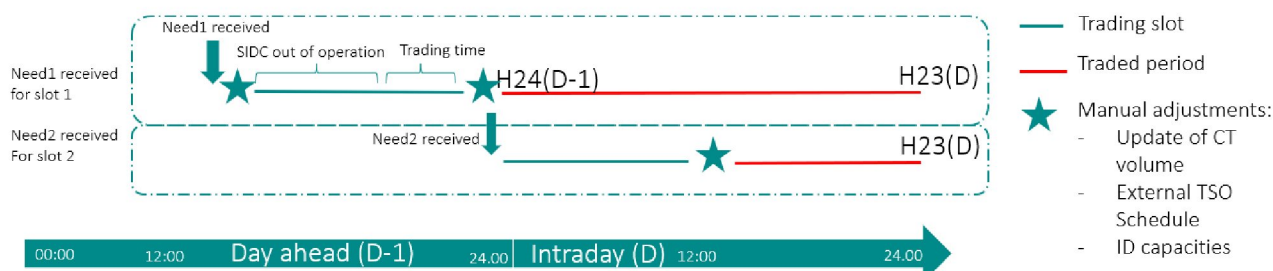 Need1 received
SIDC out of operation
Trading time
Need1 received
for slot 1
H24(D-1)
H23(D)
Need2 received
For slot 2
Need2 received
H23(D)
00:00
12:00
Day ahead (D-1)
24.00
Intraday (D)
12:00
24.00
Trading slot
Traded period
Manual adjustments:
- Update of CT
volume
- External TSO
Schedule
- ID capacities